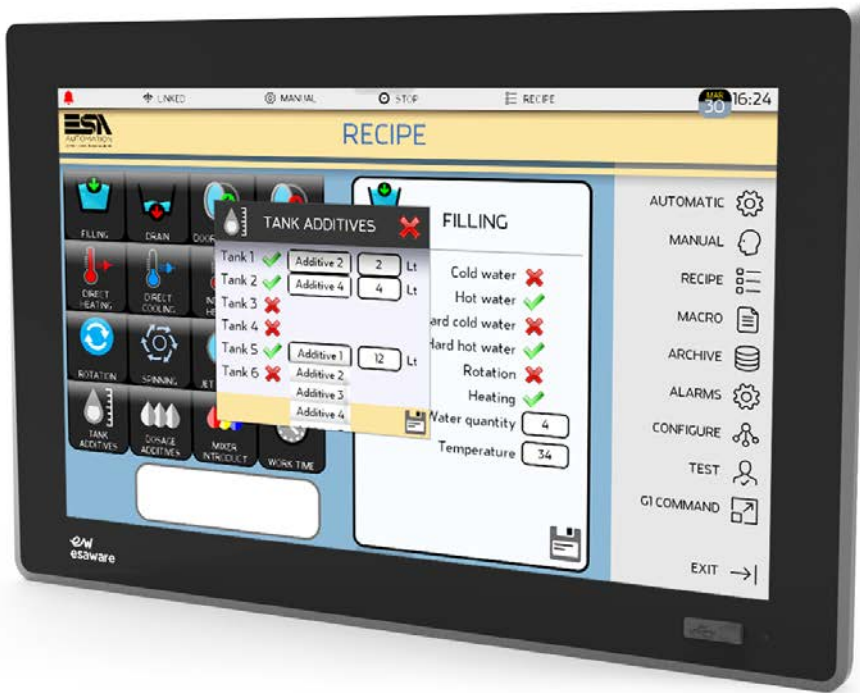 LINKED
MANUAL
STOP
RECIPE
MAR
30
16:24
ESA
AUTOMATION
RECIPE
FILLING
DRAIN
DIRECT
HEATING
DIRECT
COOLING
ROTATION
SPINNING
TANK
ADDITIVES
DOSAGE
ADDITIVES
MIXER
INTRODUCT
WORK TIME
TANK ADDITIVES
Tank 1 Additive 2 2 Lt
Tank 2 Additive 4 4 Lt
Tank 3
Tank 4
Tank 5 Additive 1 12 Lt
Tank 6 Additive 2
Additive 3
Additive 4
FILLING
Cold water
Hot water
ard cold water
Hard hot water
Rotation
Heating
Water quantity 4
Temperature 34
AUTOMATIC
MANUAL
RECIPE
MACRO
ARCHIVE
ALARMS
CONFIGURE
TEST
G1 COMMAND
EXIT
ew
esaware